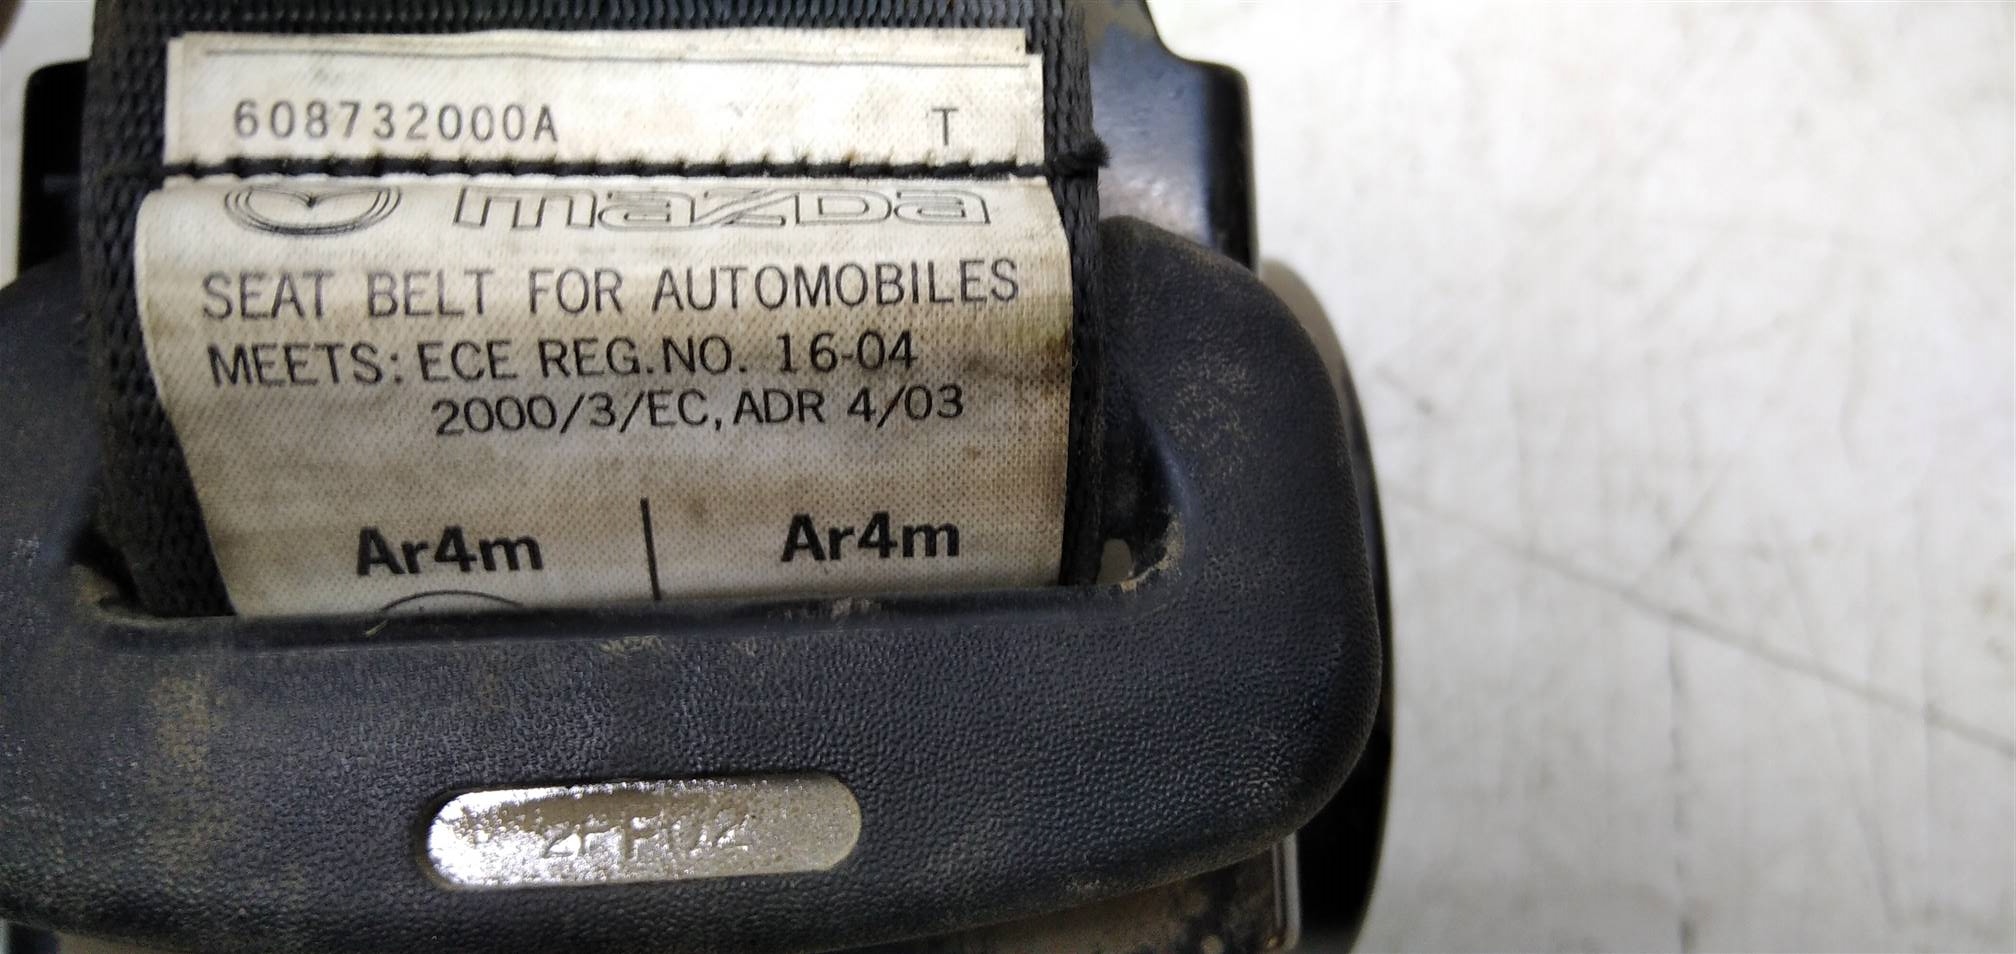 608732000A T
mazda
SEAT BELT FOR AUTOMOBILES
MEETS: ECE REG.NO. 16-04
2000/3/EC, ADR 4/03
Ar4m Ar4m